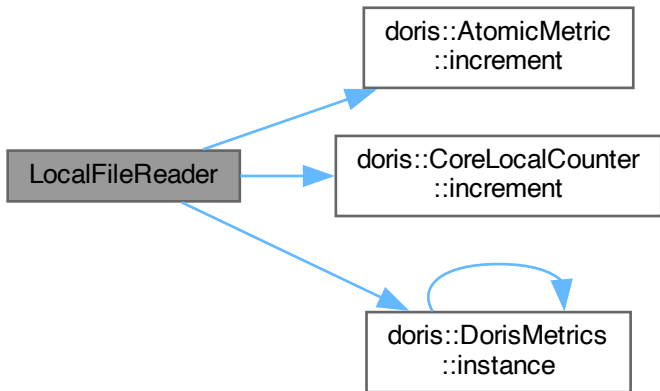 doris::AtomicMetric
::increment
LocalFileReader
doris::CoreLocalCounter
::increment
doris::DorisMetrics
::instance